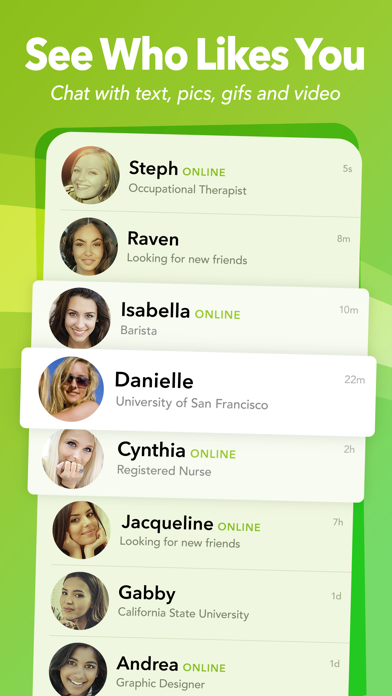 See Who Likes You
Chat with text, pics, gifs and video
Steph ONLINE 5s
Occupational Therapist
Raven 8m
Looking for new friends
Isabella ONLINE 10m
Barista
Danielle 22m
University of San Francisco
Cynthia ONLINE 2h
Registered Nurse
Jacqueline ONLINE 7h
Looking for new friends
Gabby 1d
California State University
Andrea ONLINE 1d
Graphic Designer